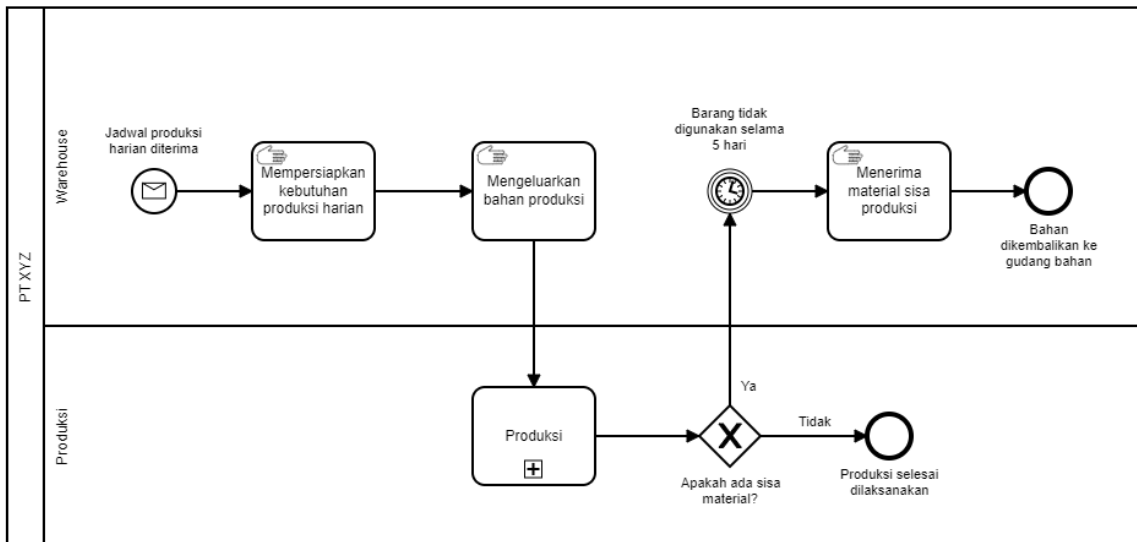 PT XYZ
Warehouse
Jadwal produksi
harian diterima
Mempersiapkan
kebutuhan
produksi harian
Mengeluarkan
bahan produksi
Barang tidak
digunakan selama
5 hari
Menerima
material sisa
produksi
Bahan
dikembalikan ke
gudang bahan
Produksi
Produksi
Apakah ada sisa
material?
Ya
Tidak
Produksi selesai
dilaksanakan